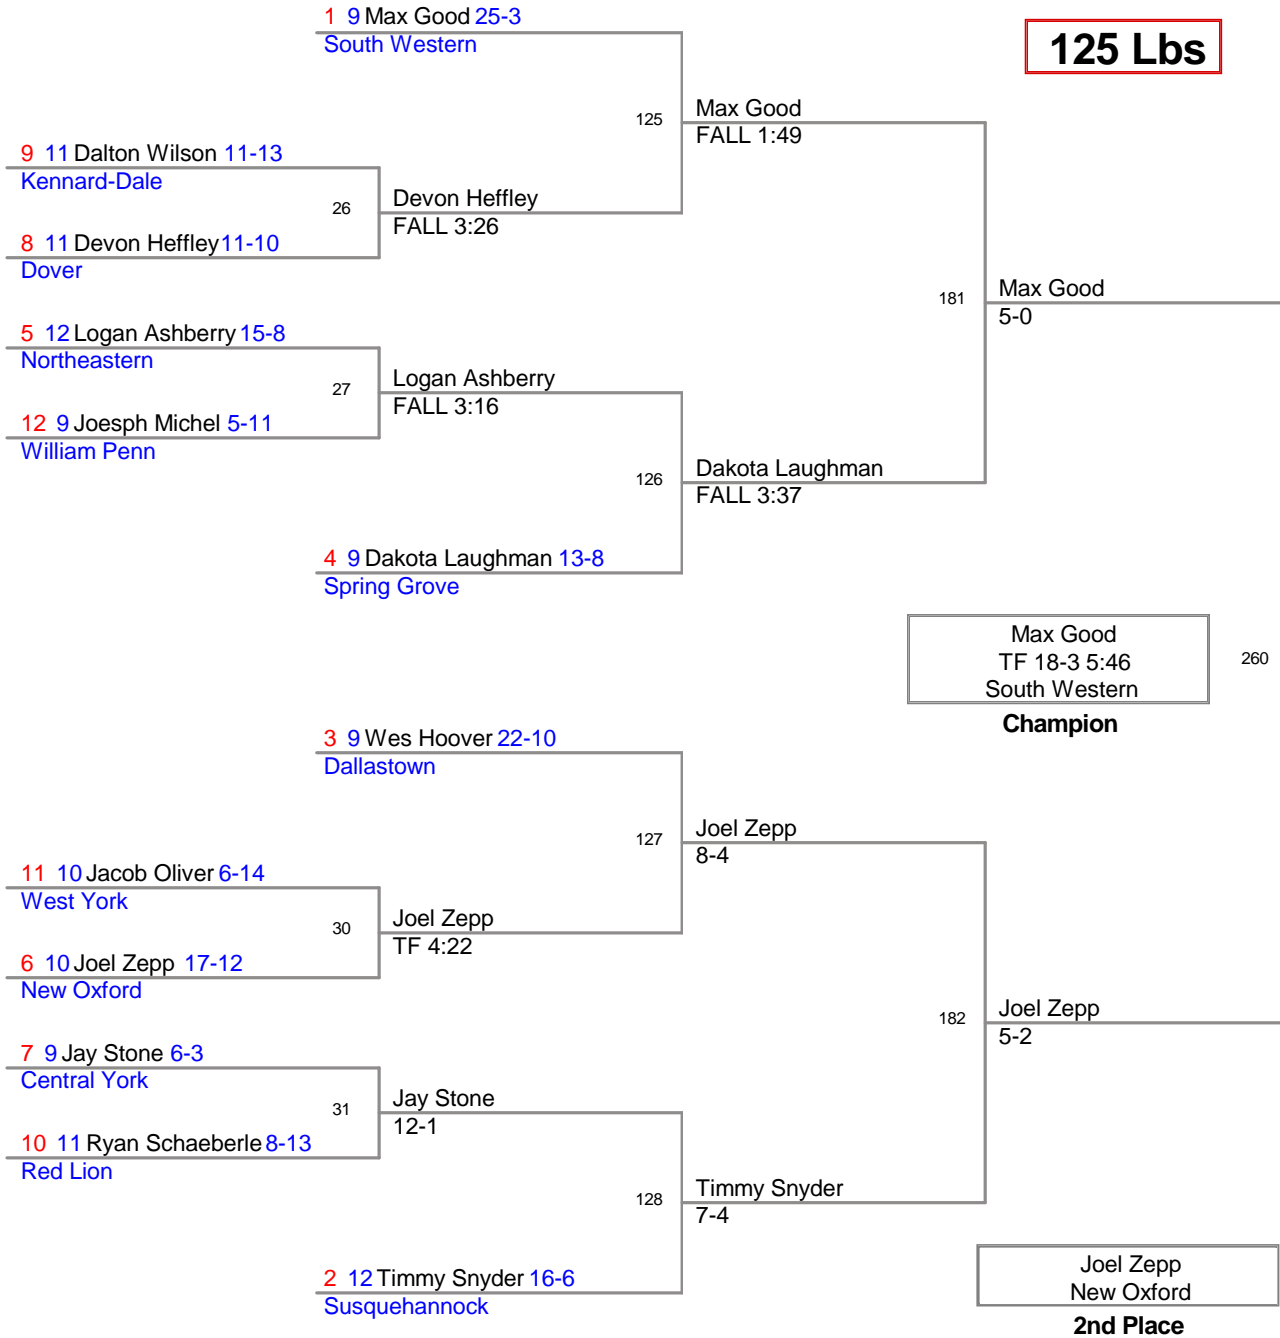 1 9 Max Good 25-3
South Western
125 Lbs
125
Max Good
FALL 1:49
9 11 Dalton Wilson 11-13
Kennard-Dale
26
Devon Heffley
FALL 3:26
8 11 Devon Heffley 11-10
Dover
181
Max Good
5-0
5 12 Logan Ashberry 15-8
Northeastern
27
Logan Ashberry
FALL 3:16
12 9 Joesph Michel 5-11
William Penn
126
Dakota Laughman
FALL 3:37
4 9 Dakota Laughman 13-8
Spring Grove
Max Good
TF 18-3 5:46
South Western
260
Champion
3 9 Wes Hoover 22-10
Dallastown
127
Joel Zepp
8-4
11 10 Jacob Oliver 6-14
West York
30
Joel Zepp
TF 4:22
6 10 Joel Zepp 17-12
New Oxford
182
Joel Zepp
5-2
7 9 Jay Stone 6-3
Central York
31
Jay Stone
12-1
10 11 Ryan Schaeberle 8-13
Red Lion
128
Timmy Snyder
7-4
2 12 Timmy Snyder 16-6
Susquehannock
Joel Zepp
New Oxford
2nd Place